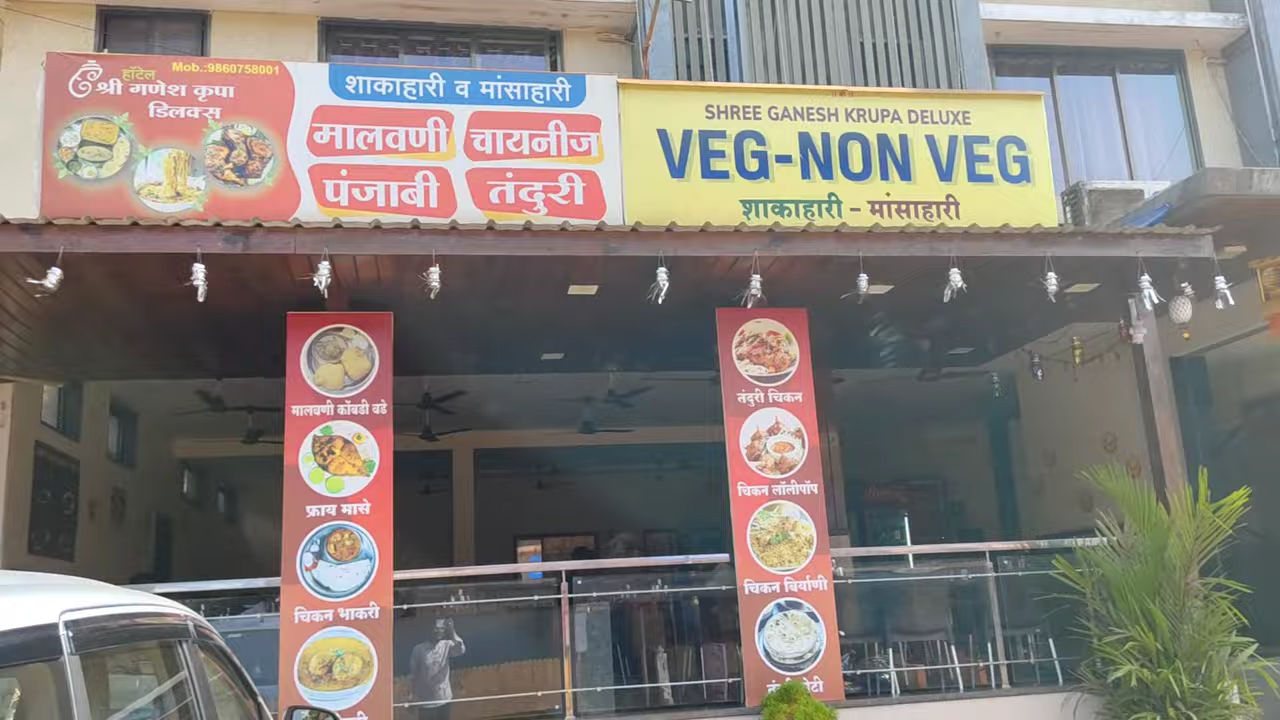 Mob.:9860758001
हॉटेल
श्री गणेश कृपा
डिलक्स
शाकाहारी व मांसाहारी
मालवणी चायनीज
पंजाबी तंदुरी
SHREE GANESH KRUPA DELUXE
VEG-NON VEG
शाकाहारी - मांसाहारी
मालवणी कोंबडी वडे
फ्राय मासे
चिकन भाकरी
तंदुरी चिकन
चिकन लॉलीपॉप
चिकन बिर्याणी